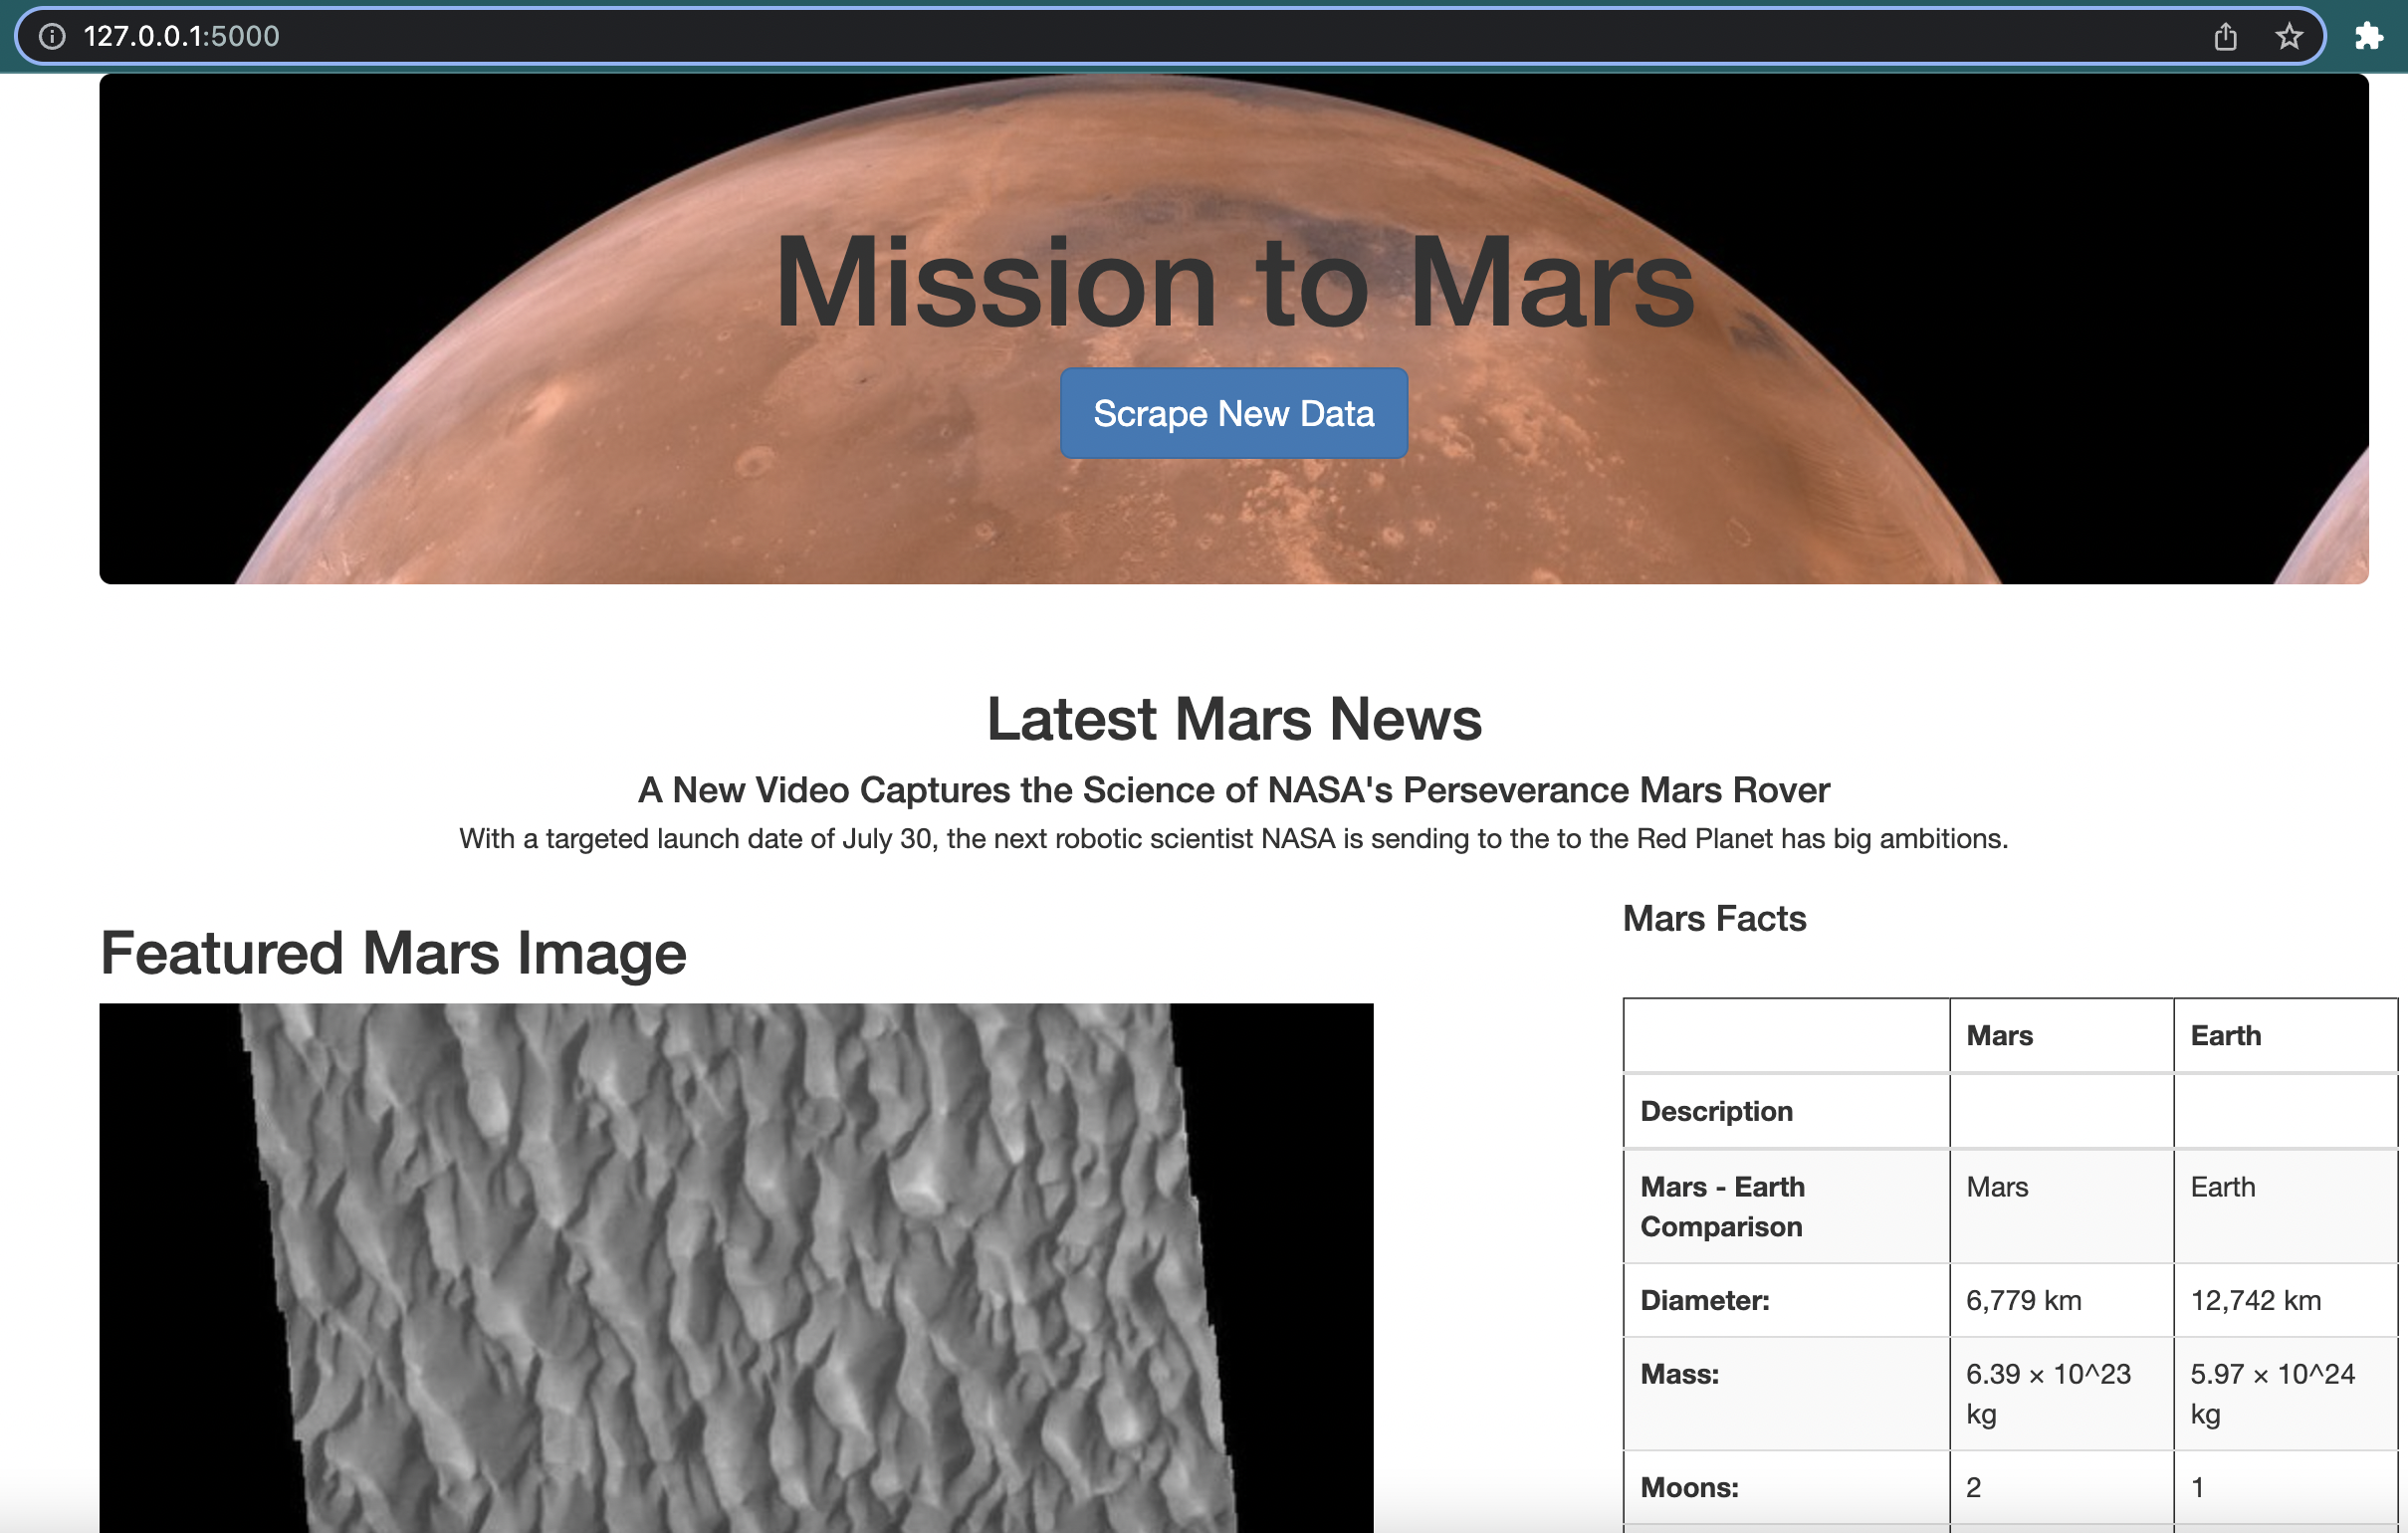 127.0.0.1:5000
Mission to Mars
Scrape New Data
Latest Mars News
A New Video Captures the Science of NASA's Perseverance Mars Rover
With a targeted launch date of July 30, the next robotic scientist NASA is sending to the to the Red Planet has big ambitions.
Featured Mars Image
Mars Facts
Mars Earth
Description
Mars - Earth Mars Earth
Comparison
Diameter: 6,779 km 12,742 km
Mass: 6.39 × 10^23 5.97 × 10^24
kg kg
Moons: 2 1